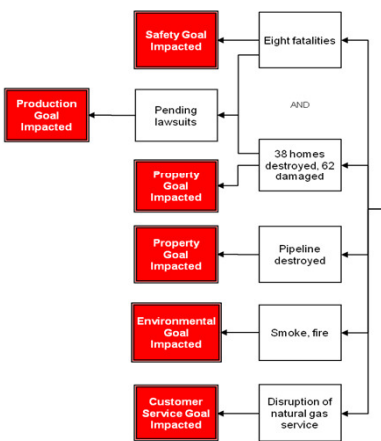 Safety Goal
Impacted
Eight fatalities
Production
Goal
Impacted
Pending
lawsuits
AND
38 homes
destroyed, 62
damaged
Property
Goal
Impacted
Property
Goal
Impacted
Pipeline
destroyed
Environmental
Goal
Impacted
Smoke, fire
Customer
Service Goal
Impacted
Disruption of
natural gas
service